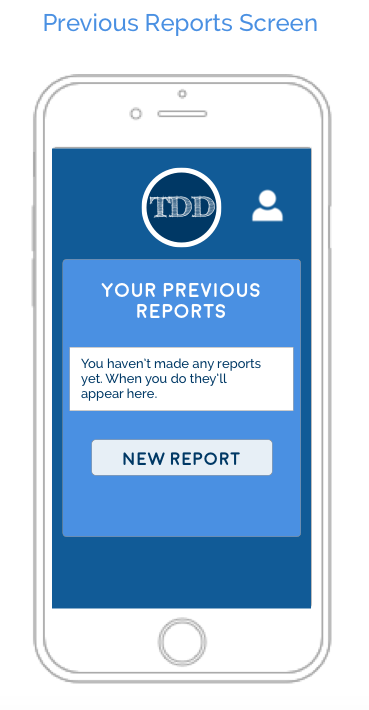 Previous Reports Screen
TDD
YOUR PREVIOUS
REPORTS
You haven't made any reports
yet. When you do they'll
appear here.
NEW REPORT